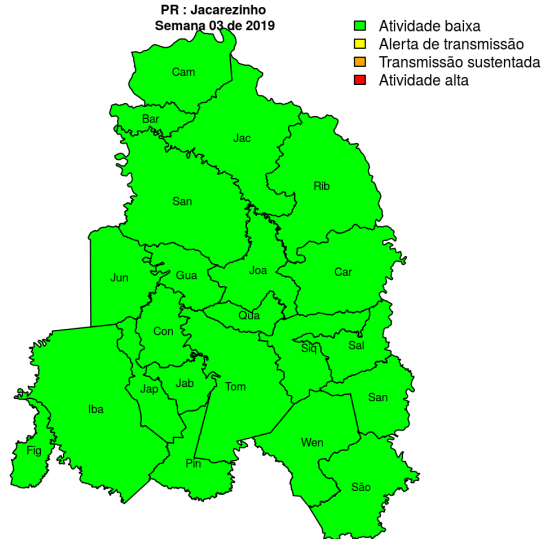 PR : Jacarezinho
Semana 03 de 2019
Atividade baixa
Alerta de transmissão
Transmissão sustentada
Atividade alta
Cam
Bar
Jac
Rib
San
Jun
Gua
Joa
Car
Qua
Con
Siq
Sal
Jap
Jab
Tom
San
Iba
Wen
Fig
Pin
São